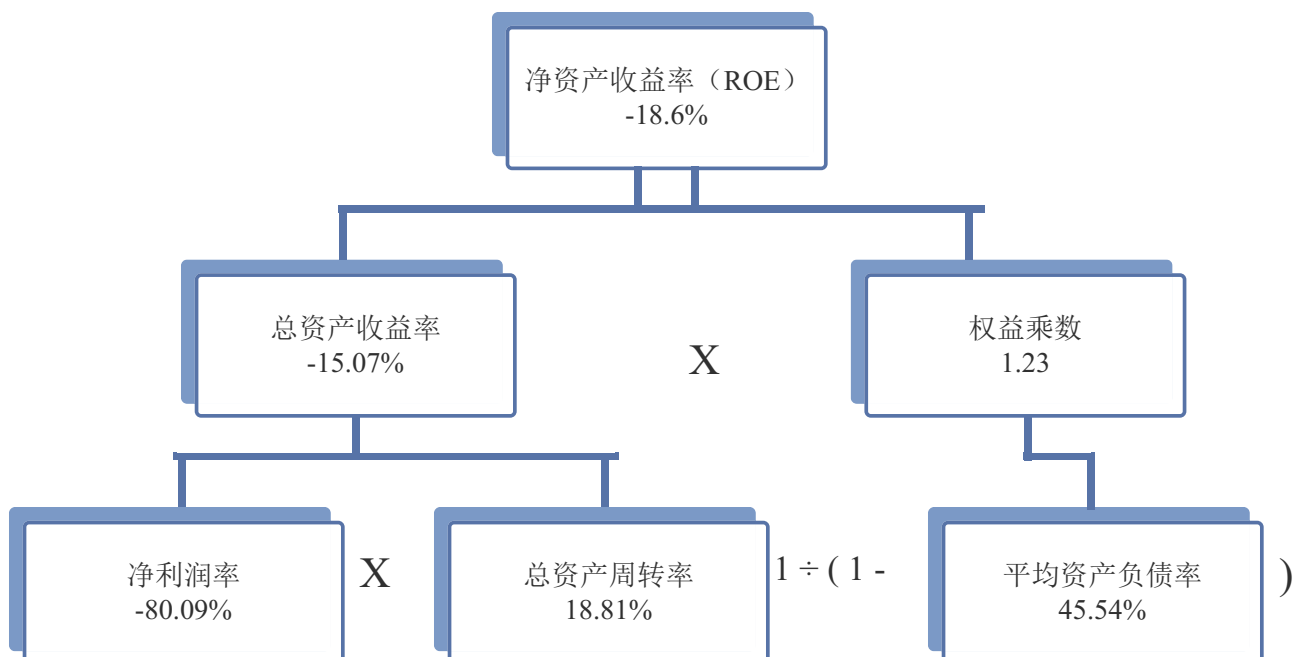 净资产收益率（ROE）
-18.6%
总资产收益率
-15.07%
X
权益乘数
1.23
净利润率
-80.09%
X
总资产周转率
18.81%
1 ÷ ( 1 -
平均资产负债率
45.54%
)